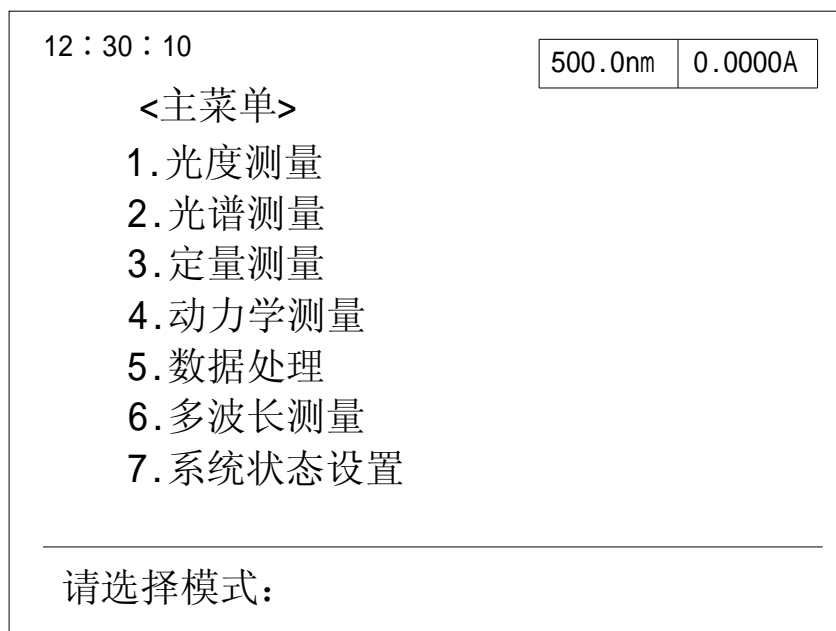 12：30：10
500.0nm 0.0000A
<主菜单>
1.光度测量
2.光谱测量
3.定量测量
4.动力学测量
5.数据处理
6.多波长测量
7.系统状态设置
请选择模式：